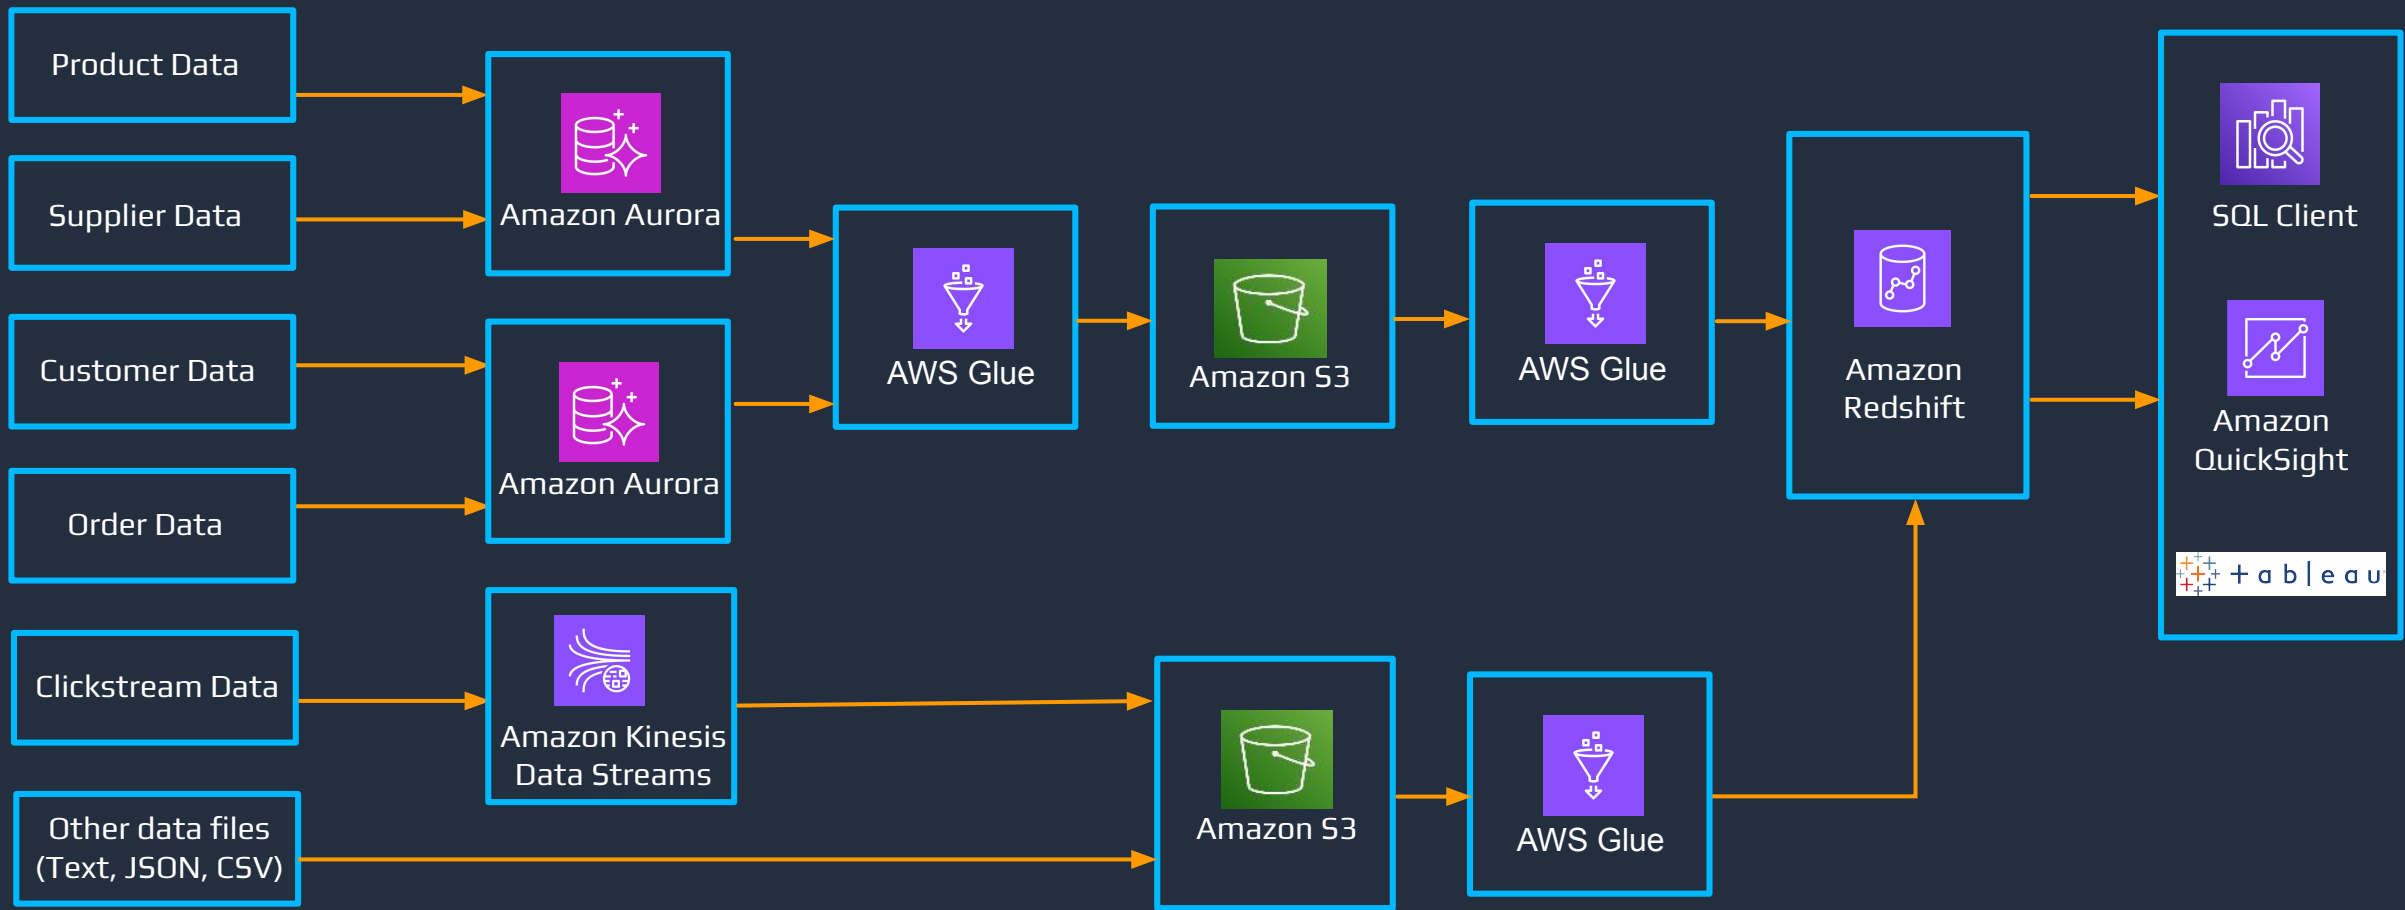 Product Data
Supplier Data
Customer Data
Order Data
Clickstream Data
Other data files
(Text, JSON, CSV)
Amazon Aurora
Amazon Aurora
Amazon Kinesis
Data Streams
AWS Glue
Amazon S3
AWS Glue
Amazon S3
AWS Glue
Amazon
Redshift
SQL Client
Amazon
QuickSight
tableau